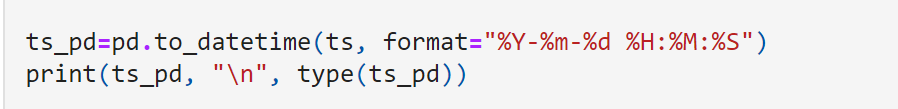 ts_pd=pd.to_datetime(ts, format="%Y-%m-%d %H:%M:%S")
print(ts_pd, "\n", type(ts_pd))